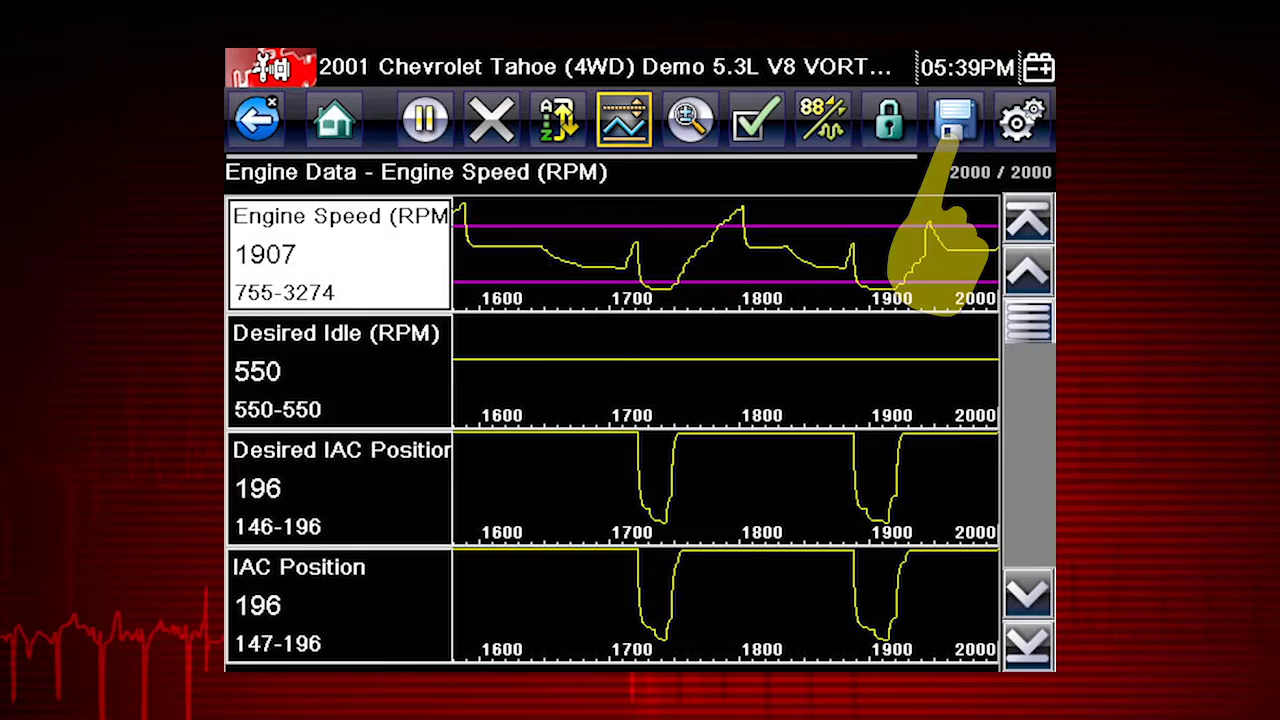 2001 Chevrolet Tahoe (4WD) Demo 5.3L V8 VORT...
05:39PM
A
Z
88
Engine Data - Engine Speed (RPM)
2000 / 2000
Engine Speed (RPM
1907
755-3274
1600 1700 1800 1900 2000
Desired Idle (RPM)
550
550-550
1600 1700 1800 1900 2000
Desired IAC Position
196
146-196
1600 1700 1800 1900 2000
IAC Position
196
147-196
1600 1700 1800 1900 2000